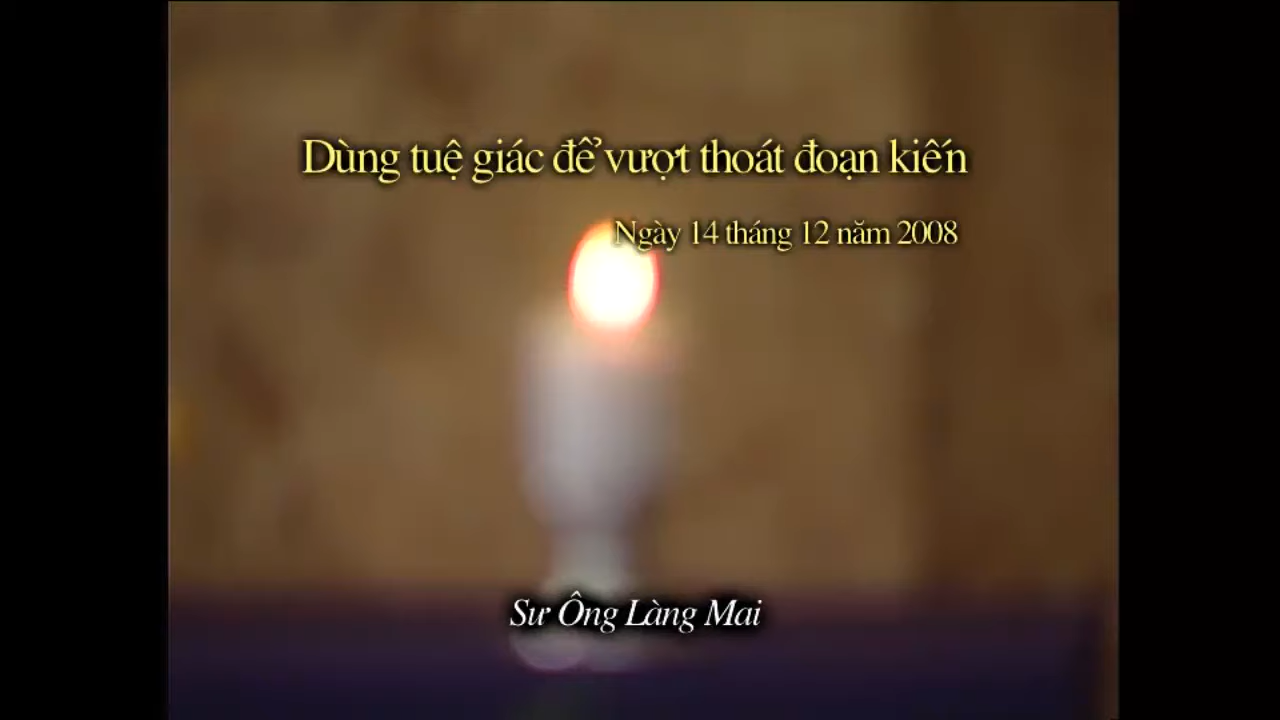 Dùng tuệ giác để vượt thoát đoạn kiến
Ngày 14 tháng 12 năm 2008
Sư Ông Làng Mai